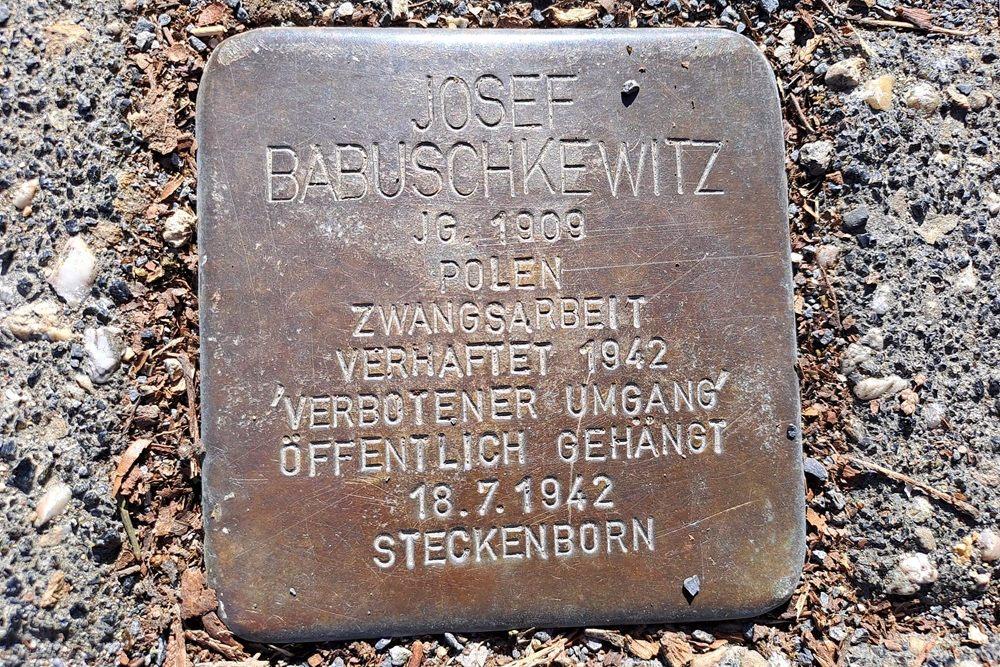 JOSEF
BABUSCHKEWITZ
JG. 1909
POLEN
ZWANGSARBEIT
VERHAFTET 1942
'VERBOTENER UMGANG'
ÖFFENTLICH GEHÄNGT
18.7.1942
STECKENBORN